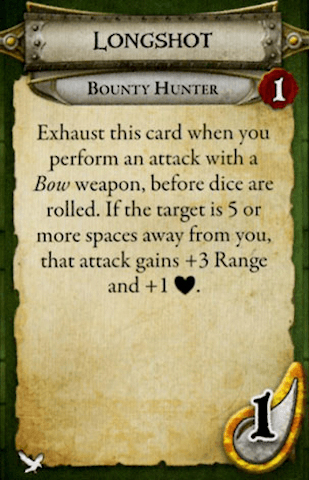 Longshot
Bounty Hunter
1
Exhaust this card when you
perform an attack with a
Bow weapon, before dice are
rolled. If the target is 5 or
more spaces away from you,
that attack gains +3 Range
and +1 ♥.
1